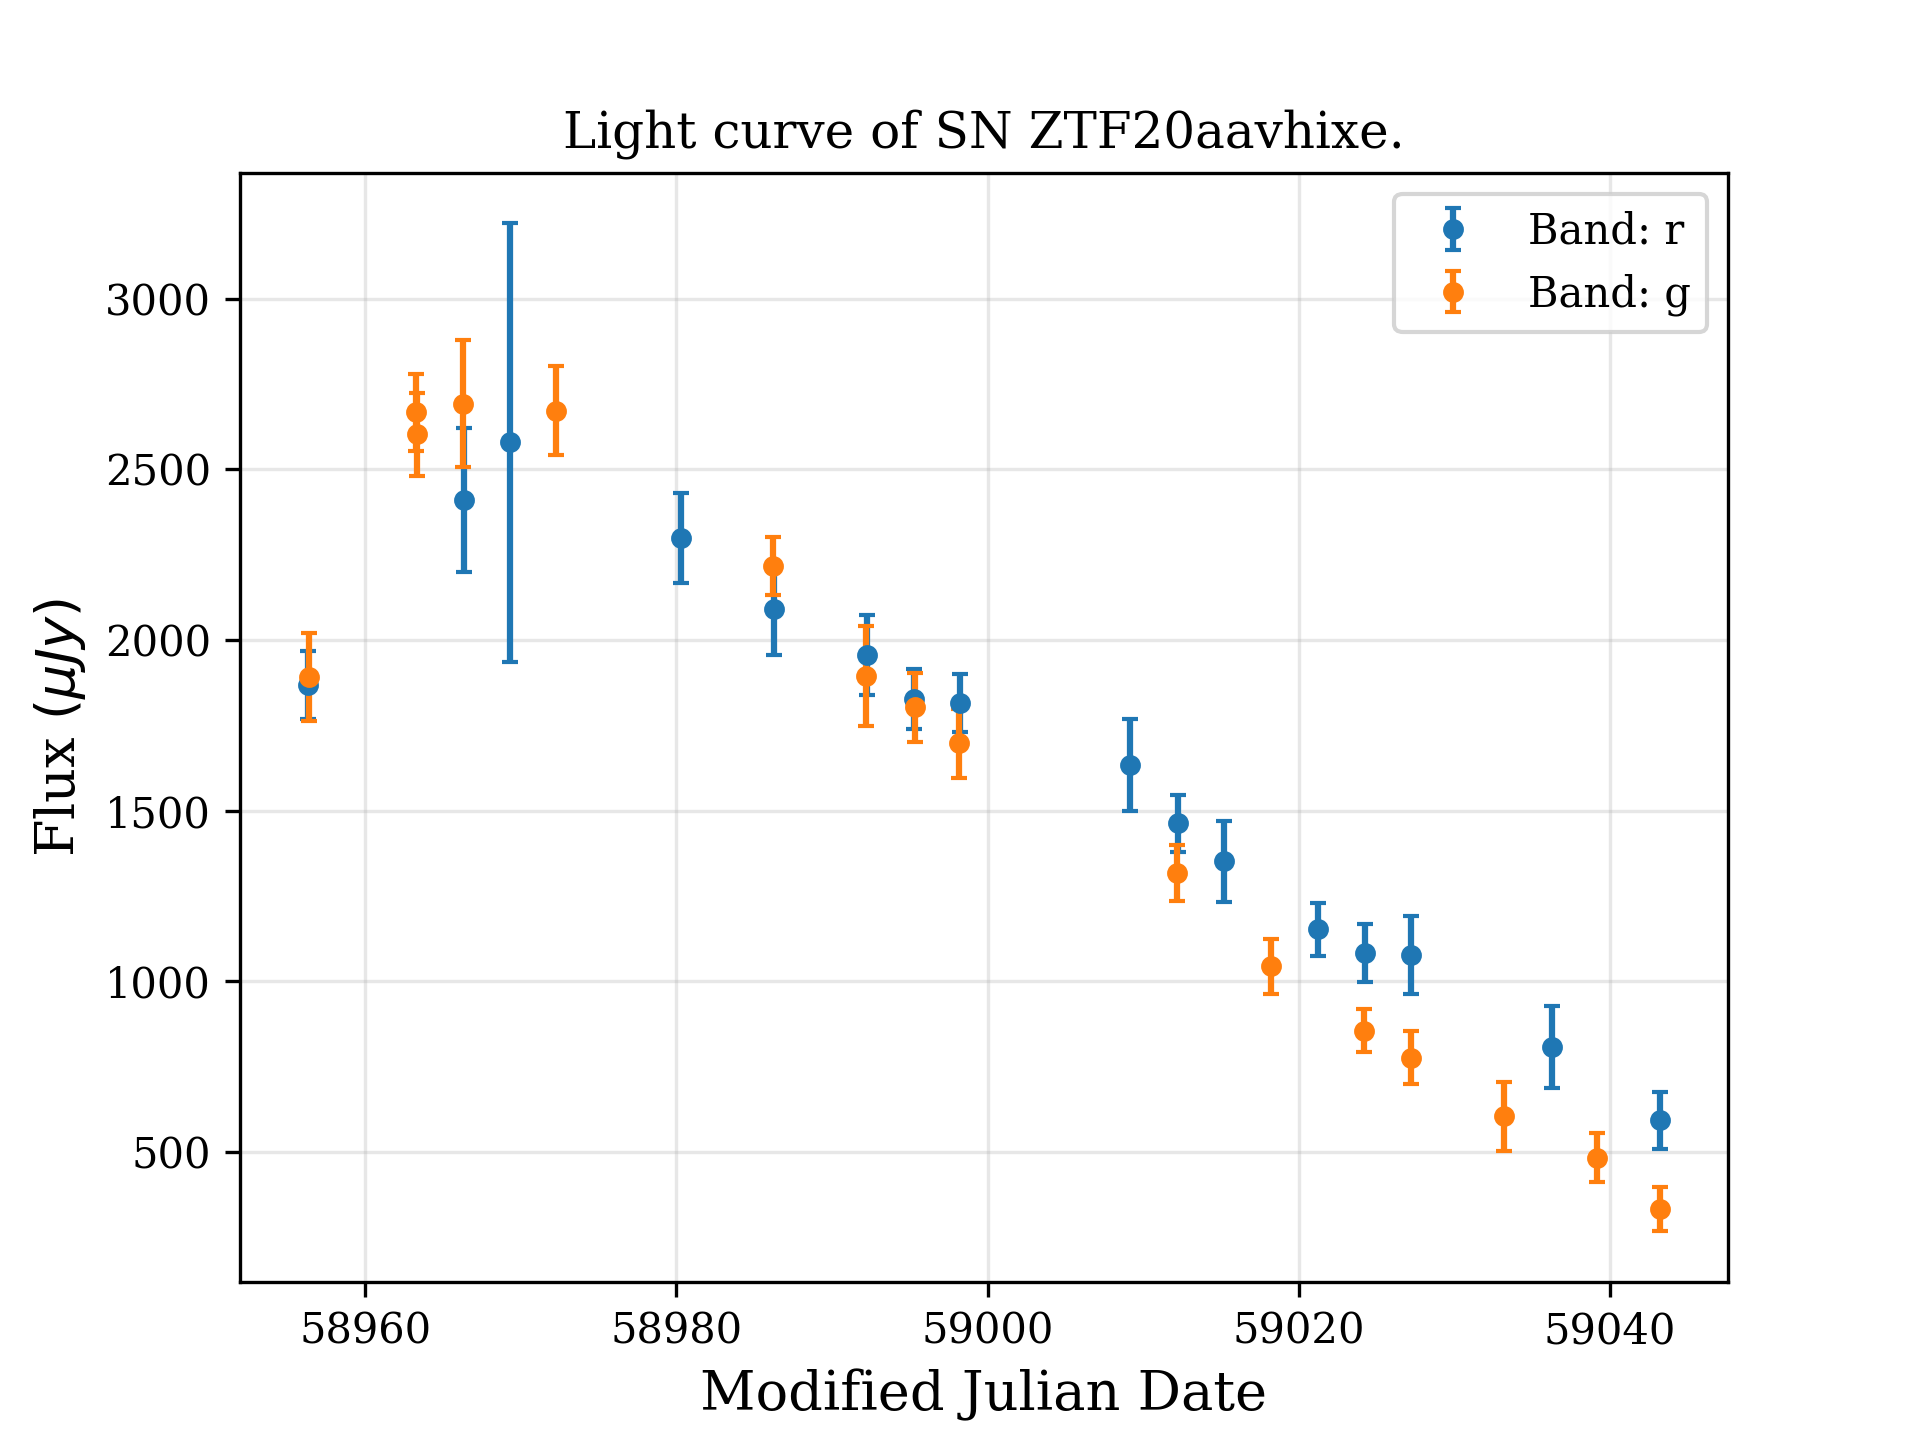 Light curve of SN ZTF20aavhixe.
Band: r
Band: g
Flux (μJy)
3000
2500
2000
1500
1000
500
58960 58980 59000 59020 59040
Modified Julian Date